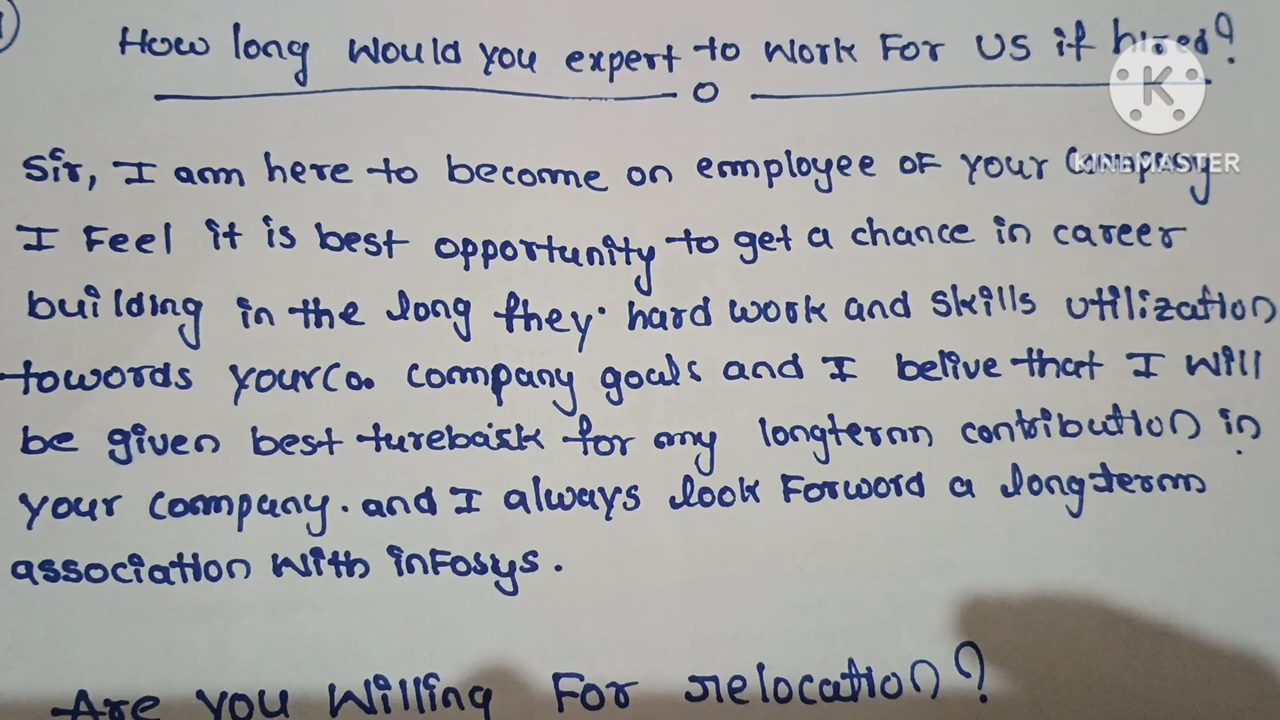 How long would you expert to work For US if hired?
Sir, I am here to become on employee of your Company
I Feel it is best opportunity to get a chance in career
building in the long they. hard work and skills utilization
towords your Co. company goals and I belive that I will
be given best turebask for my longterm contribution in
your company. and I always look Forword a longterm
association with infosys.
Are you Willing For relocation?
K
KINEMASTER